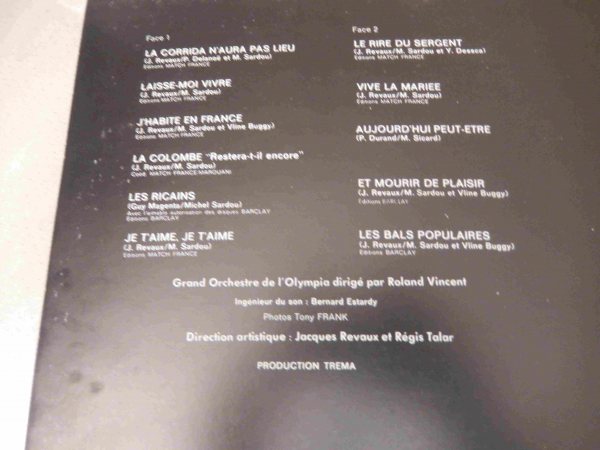 Face 1
LA CORRIDA N'AURA PAS LIEU
(J. Revaux/P. Delanoë et M. Sardou)
Editions MATCH FRANCE
LAISSE-MOI VIVRE
(J. Revaux/M. Sardou)
Editions MATCH FRANCE
J'HABITE EN FRANCE
(J. Revaux/M. Sardou et Vline Buggy)
Editions MATCH FRANCE
LA COLOMBE "Restera-t-il encore"
(J. Revaux/M. Sardou)
Coéd. MATCH FRANCE-MAROUANI
LES RICAINS
(Guy Magenta/Michel Sardou)
Avec l'aimable autorisation des disques BARCLAY
Editions BARCLAY
JE T'AIME, JE T'AIME
(J. Revaux/M. Sardou)
Editions MATCH FRANCE
Face 2
LE RIRE DU SERGENT
(J. Revaux/M. Sardou et Y. Dessca)
Editions MATCH FRANCE
VIVE LA MARIEE
(J. Revaux/M. Sardou)
Editions MATCH FRANCE
AUJOURD'HUI PEUT-ETRE
(P. Durand/M. Sicard)
ET MOURIR DE PLAISIR
(J. Revaux/M. Sardou et Vline Buggy)
Editions BARCLAY
LES BALS POPULAIRES
(J. Revaux/M. Sardou et Vline Buggy)
Editions BARCLAY
Grand Orchestre de l'Olympia dirigé par Roland Vincent
Ingénieur du son : Bernard Estardy
Photos Tony FRANK
Direction artistique : Jacques Revaux et Régis Talar
PRODUCTION TREMA